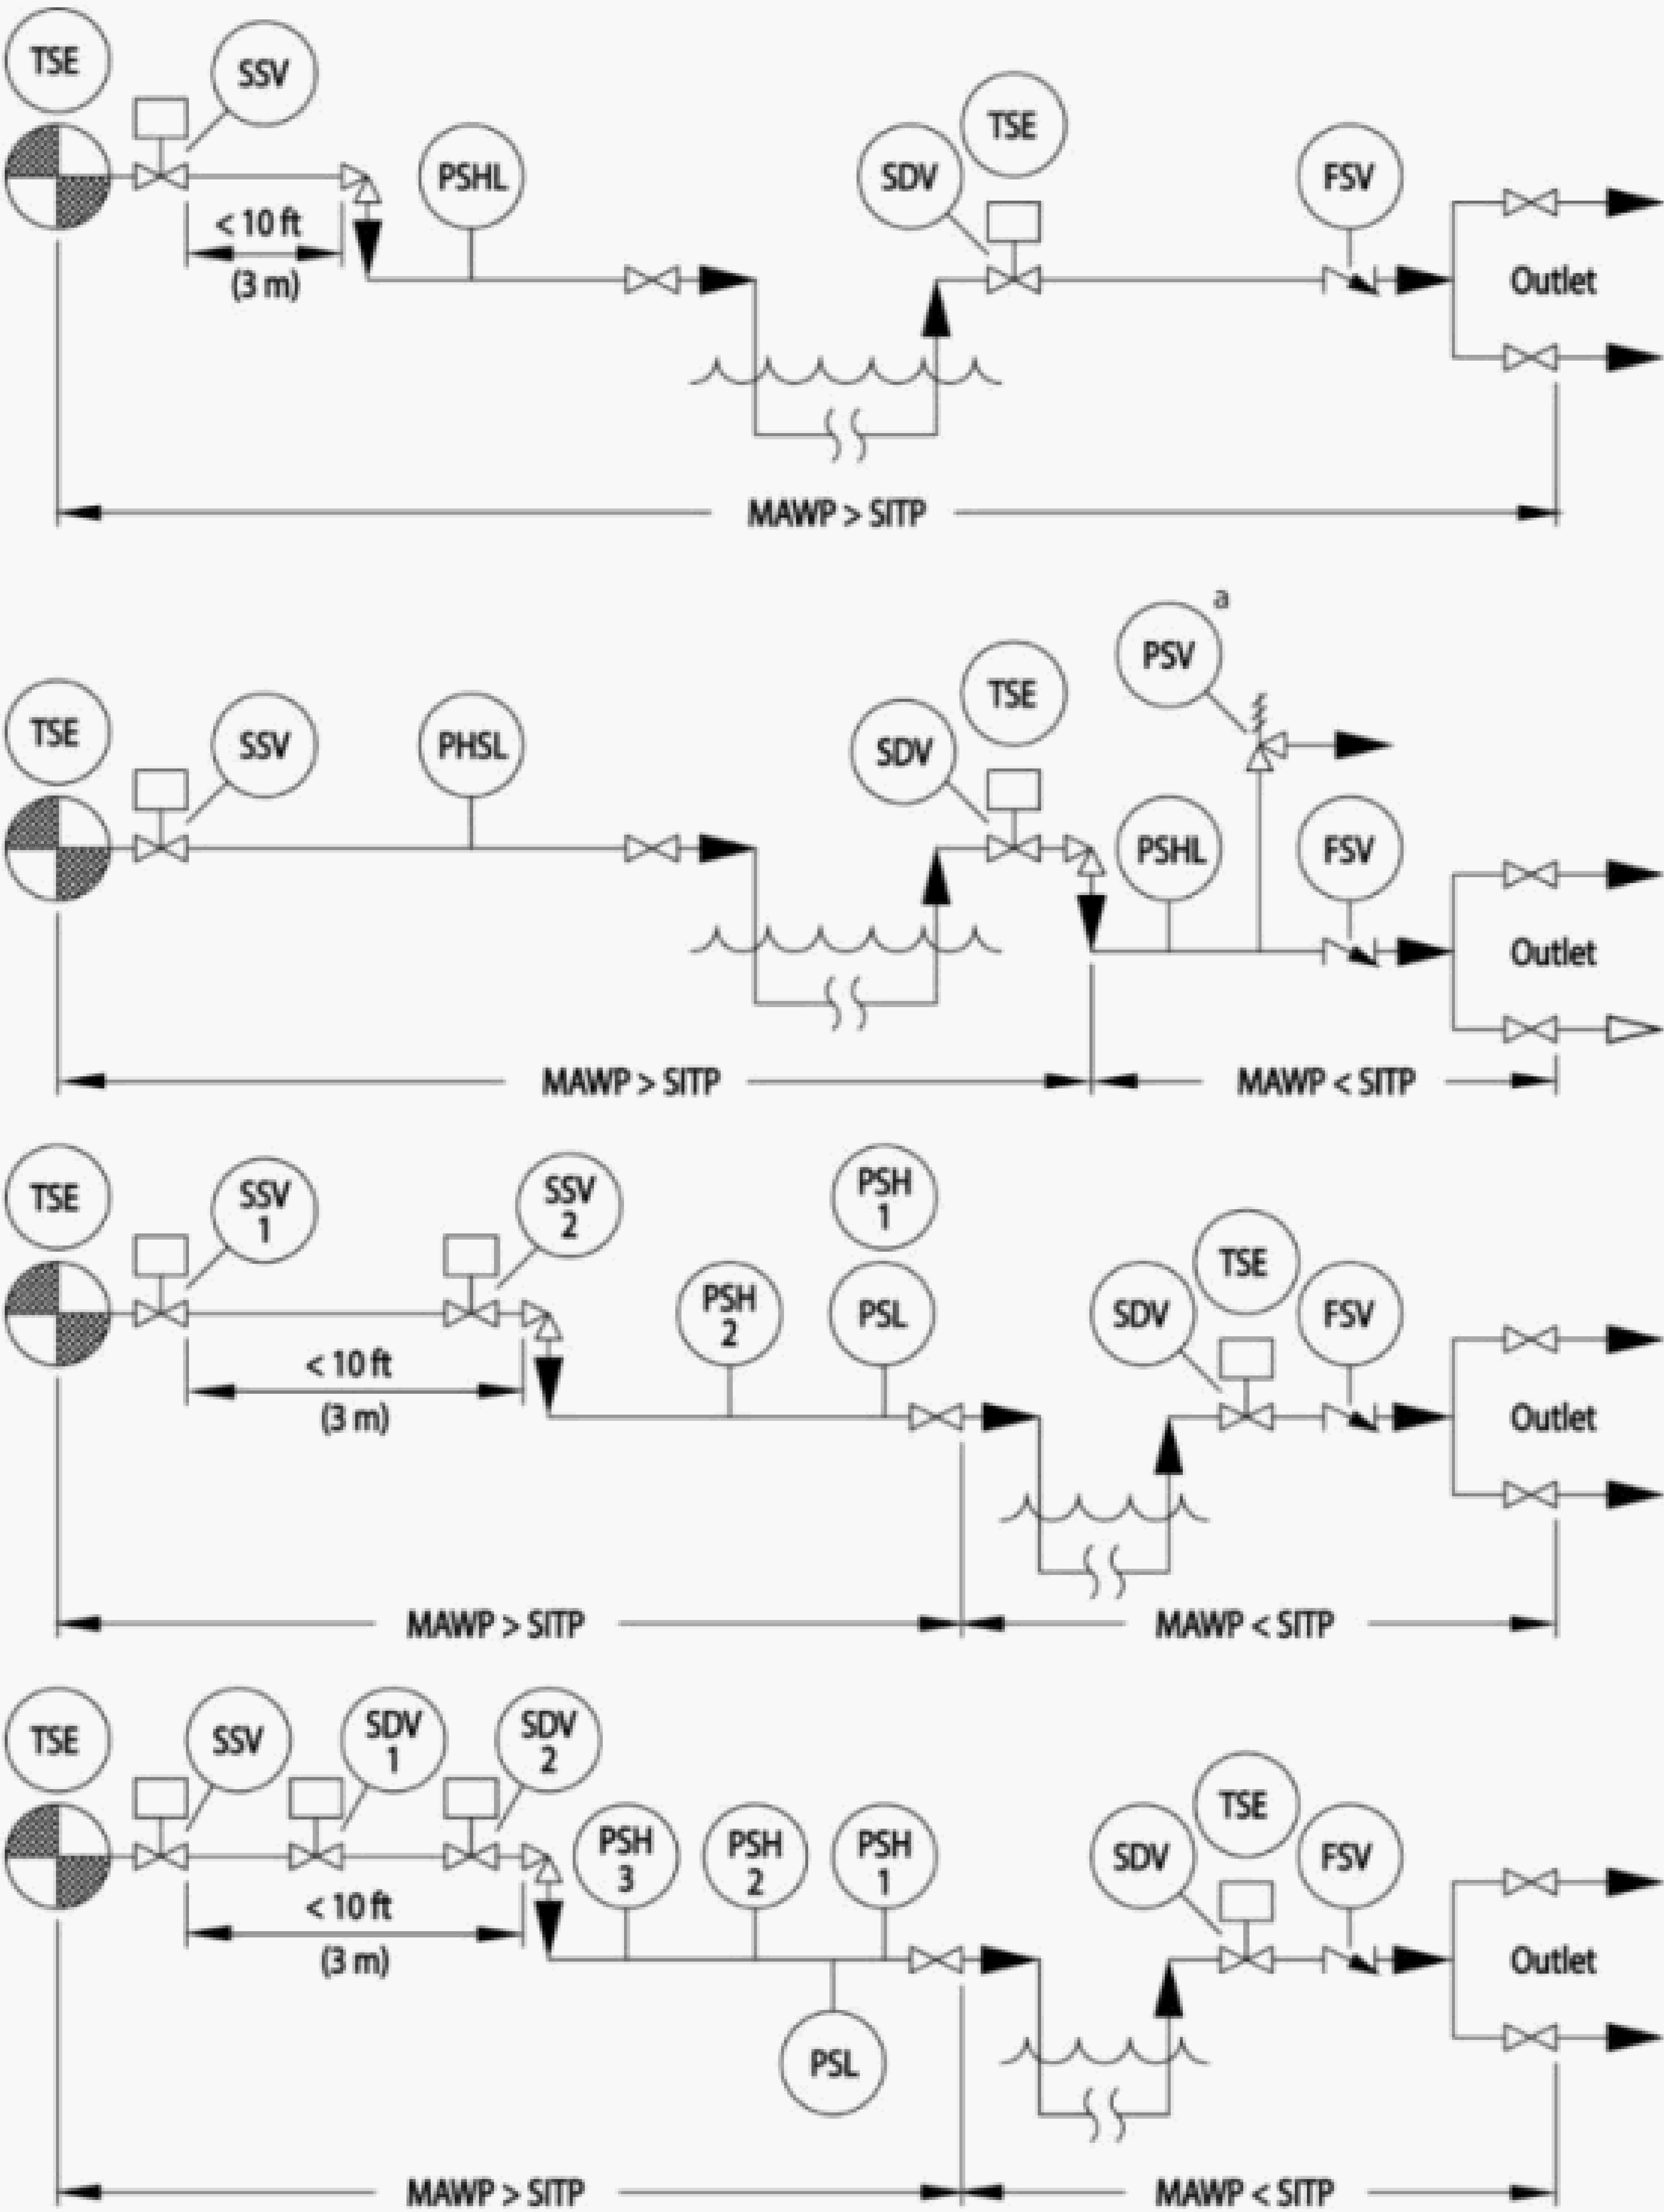 TSE
SSV
PSHL
SDV
TSE
FSV
< 10 ft
(3 m)
Outlet
MAWP > SITP
a
PSV
TSE
SSV
PHSL
SDV
TSE
PSHL
FSV
Outlet
MAWP > SITP
MAWP < SITP
TSE
SSV
1
SSV
2
PSH
1
PSH
2
PSL
SDV
TSE
FSV
< 10 ft
(3 m)
Outlet
MAWP > SITP
MAWP < SITP
TSE
SSV
SDV
1
SDV
2
PSH
3
PSH
2
PSH
1
SDV
TSE
FSV
< 10 ft
(3 m)
Outlet
PSL
MAWP > SITP
MAWP < SITP